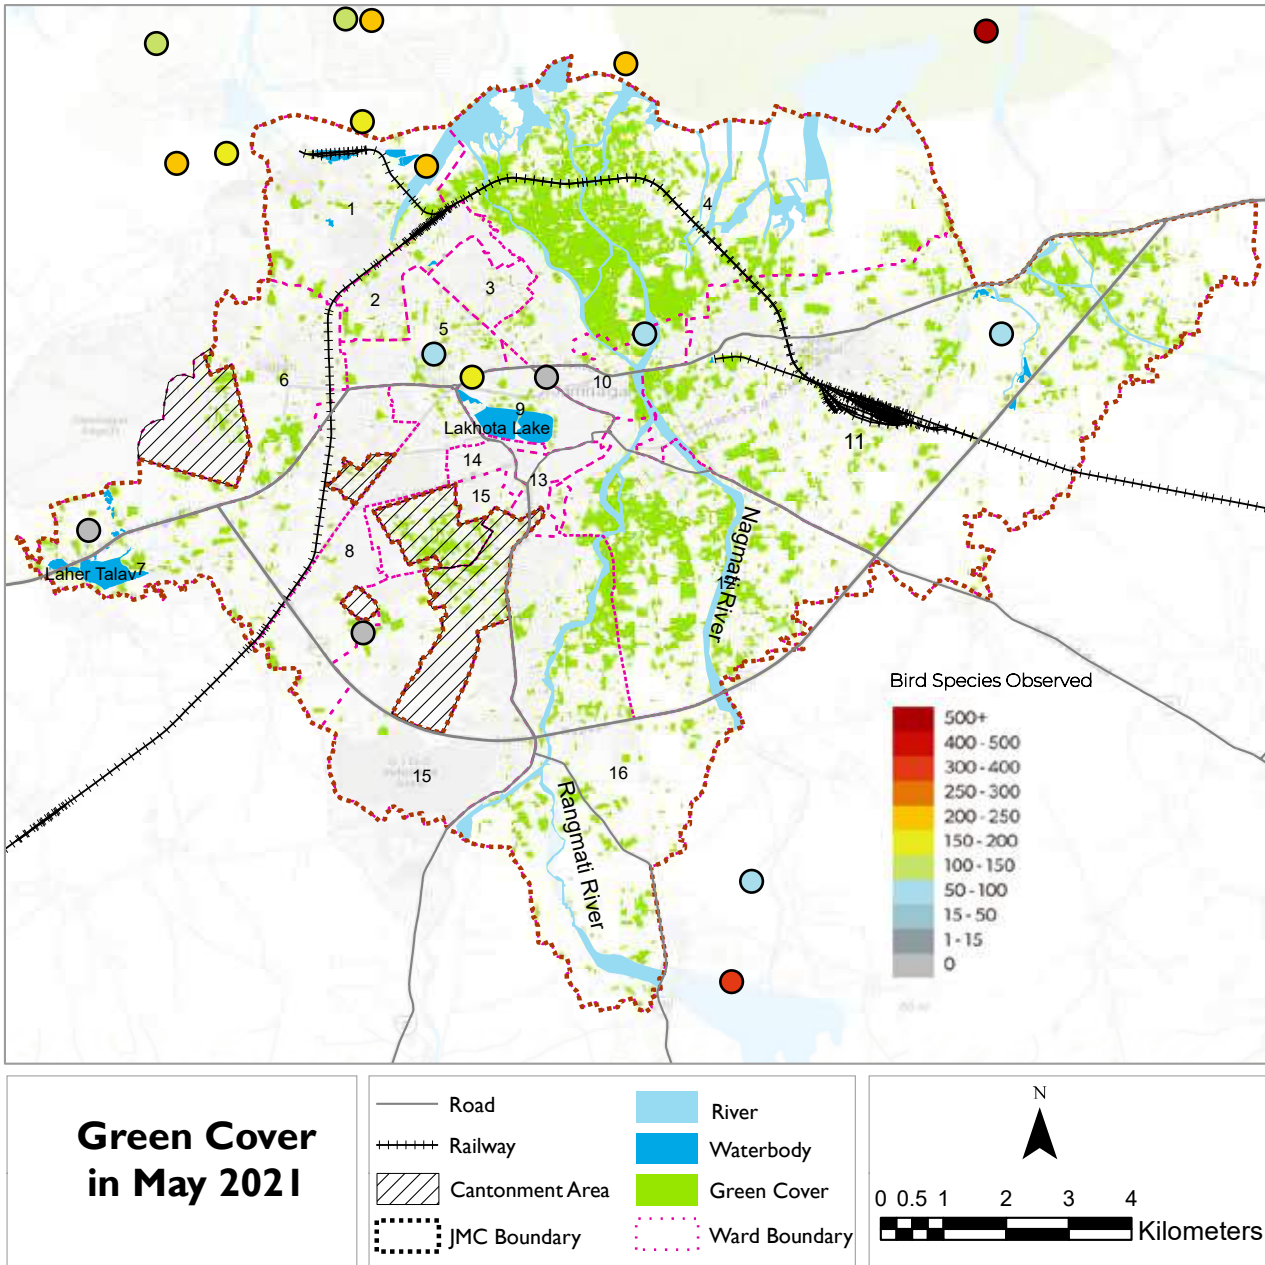 1
4
3
2
5
6
10
9
Lakhota Lake
11
14
13
15
8
Nagmati River
Laher Talav
7
Bird Species Observed
500+
400 - 500
300 - 400
250 - 300
200 - 250
150 - 200
100 - 150
50 - 100
15 - 50
1 - 15
0
15
16
Rangmati River
Green Cover
in May 2021
Road
Railway
Cantonment Area
JMC Boundary
River
Waterbody
Green Cover
Ward Boundary
N
0 0.5 1 2 3 4
Kilometers